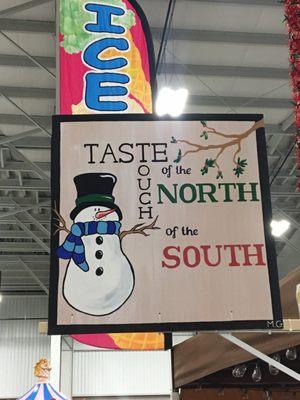 ICE
TASTE of the
TOUCH
NORTH
of the
SOUTH
M.G